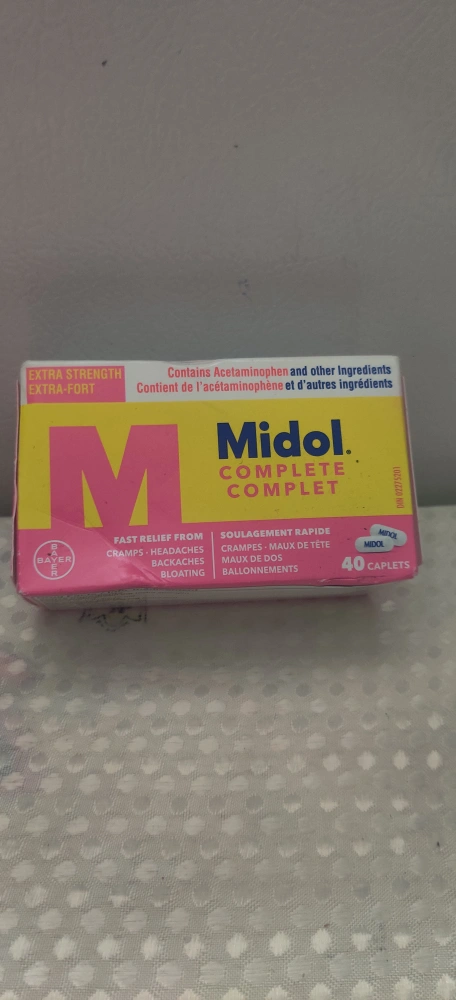 EXTRA STRENGTH
EXTRA-FORT
Contains Acetaminophen and other Ingredients
Contient de l'acétaminophène et d'autres ingrédients
M
Midol.
COMPLETE
COMPLET
FAST RELIEF FROM
CRAMPS · HEADACHES
BACKACHES
BLOATING
SOULAGEMENT RAPIDE
CRAMPES · MAUX DE TÊTE
MAUX DE DOS
BALLONNEMENTS
BAYER
BAYER
MIDOL
MIDOL
40 CAPLETS